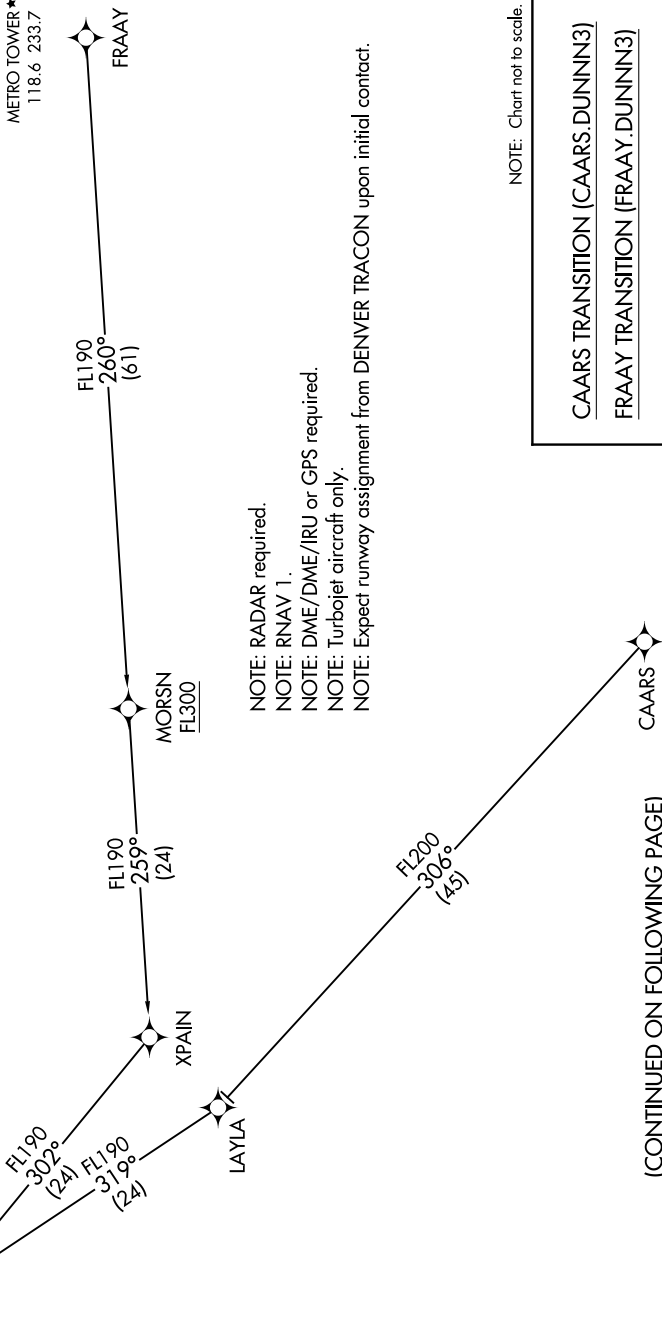 METRO TOWER★
118.6 233.7
FRAAY
FL190
260°
(61)
MORSN
FL300
FL190
259°
(24)
XPAIN
FL190
302°
(24)
FL190
319°
(24)
LAYLA
FL200
306°
(45)
CAARS
NOTE: RADAR required.
NOTE: RNAV 1.
NOTE: DME/DME/IRU or GPS required.
NOTE: Turbojet aircraft only.
NOTE: Expect runway assignment from DENVER TRACON upon initial contact.
NOTE: Chart not to scale.
CAARS TRANSITION (CAARS.DUNNN3)
FRAAY TRANSITION (FRAAY.DUNNN3)
(CONTINUED ON FOLLOWING PAGE)